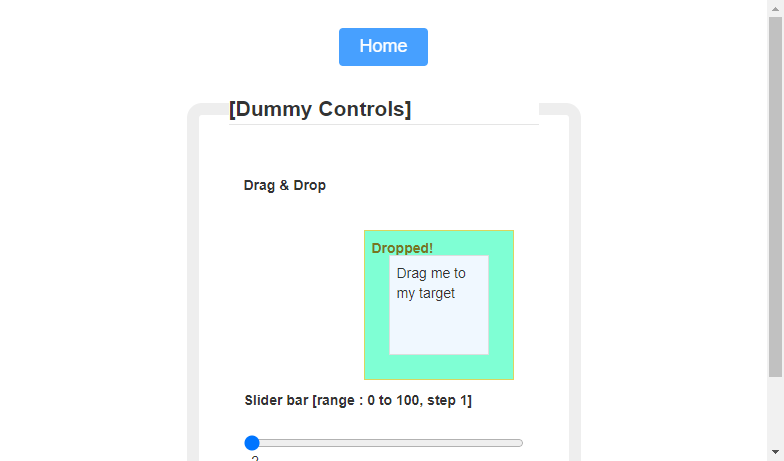 Home
[Dummy Controls]
Drag & Drop
Dropped!
Drag me to
my target
Slider bar [range : 0 to 100, step 1]